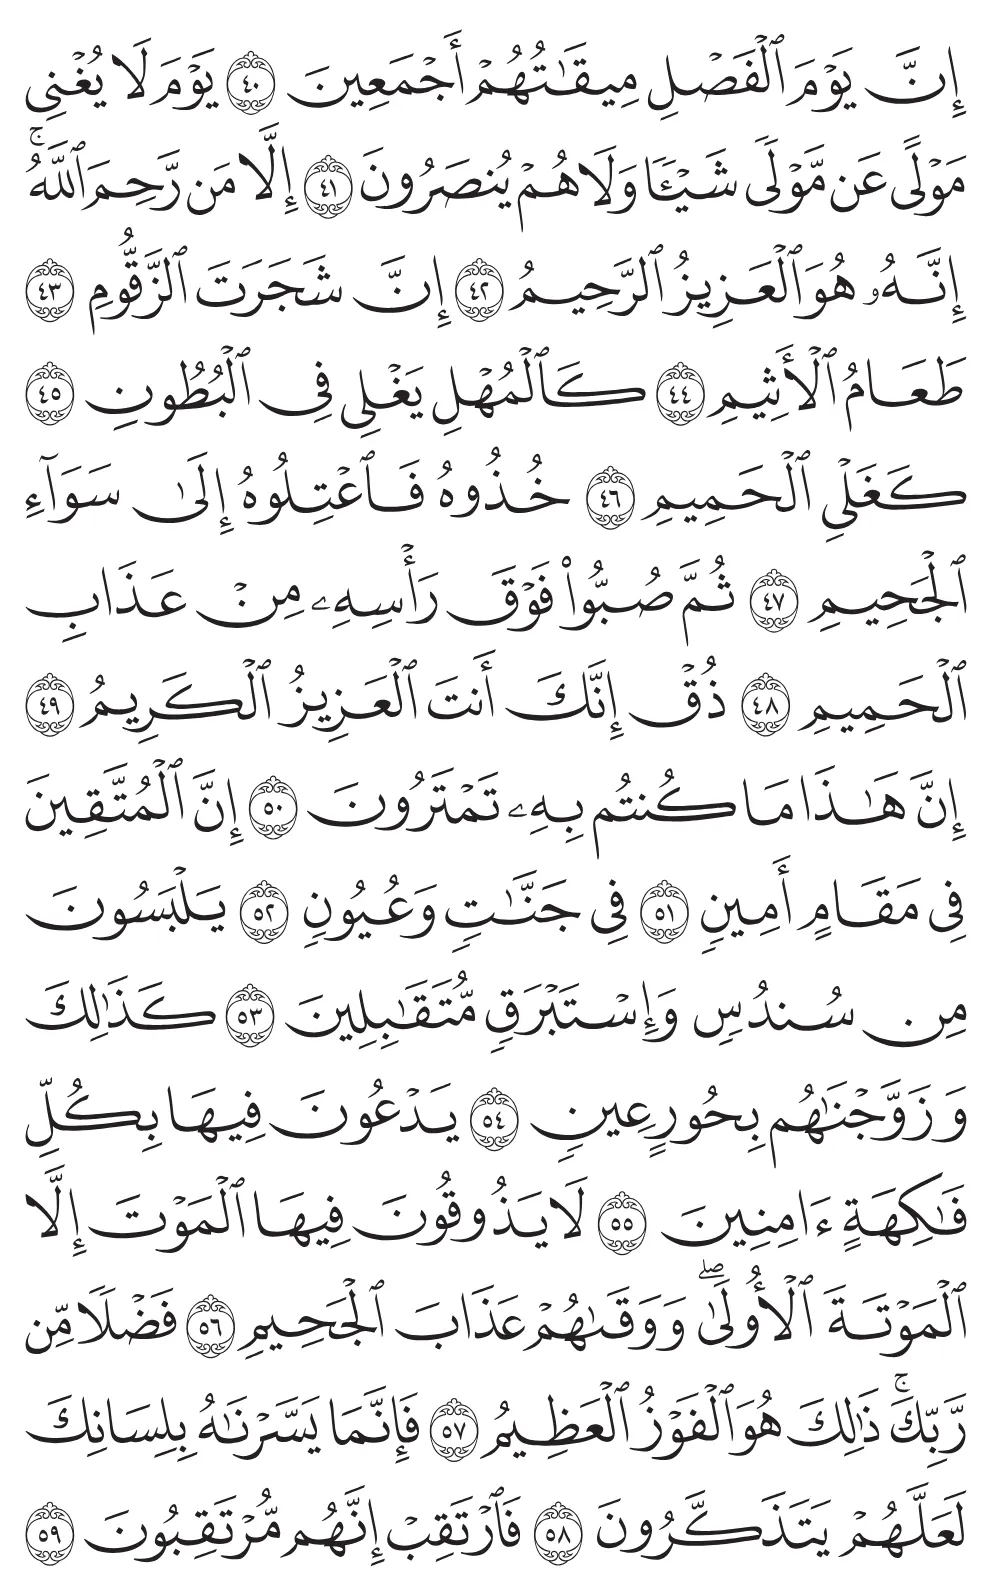 إِنَّ يَوْمَ ٱلْفَصْلِ مِيقَـٰتُهُمْ أَجْمَعِينَ ٤٠ يَوْمَ لَا يُغْنِى
مَوْلًى عَن مَّوْلًى شَيْـًٔا وَلَا هُمْ يُنصَرُونَ ٤١ إِلَّا مَن رَّحِمَ ٱللَّهُ ۚ
إِنَّهُۥ هُوَ ٱلْعَزِيزُ ٱلرَّحِيمُ ٤٢ إِنَّ شَجَرَتَ ٱلزَّقُّومِ ٤٣
طَعَامُ ٱلْأَثِيمِ ٤٤ كَٱلْمُهْلِ يَغْلِى فِى ٱلْبُطُونِ ٤٥
كَغَلْىِ ٱلْحَمِيمِ ٤٦ خُذُوهُ فَٱعْتِلُوهُ إِلَىٰ سَوَآءِ
ٱلْجَحِيمِ ٤٧ ثُمَّ صُبُّوا۟ فَوْقَ رَأْسِهِۦ مِنْ عَذَابِ
ٱلْحَمِيمِ ٤٨ ذُقْ إِنَّكَ أَنتَ ٱلْعَزِيزُ ٱلْكَرِيمُ ٤٩
إِنَّ هَـٰذَا مَا كُنتُم بِهِۦ تَمْتَرُونَ ٥٠ إِنَّ ٱلْمُتَّقِينَ
فِى مَقَامٍ أَمِينٍ ٥١ فِى جَنَّـٰتٍ وَعُيُونٍ ٥٢ يَلْبَسُونَ
مِن سُندُسٍ وَإِسْتَبْرَقٍ مُّتَقَـٰبِلِينَ ٥٣ كَذَٰلِكَ
وَزَوَّجْنَـٰهُم بِحُورٍ عِينٍ ٥٤ يَدْعُونَ فِيهَا بِكُلِّ
فَـٰكِهَةٍ ءَامِنِينَ ٥٥ لَا يَذُوقُونَ فِيهَا ٱلْمَوْتَ إِلَّا
ٱلْمَوْتَةَ ٱلْأُولَىٰ ۖ وَوَقَىٰهُمْ عَذَابَ ٱلْجَحِيمِ ٥٦ فَضْلًا مِّن
رَّبِّكَ ۚ ذَٰلِكَ هُوَ ٱلْفَوْزُ ٱلْعَظِيمُ ٥٧ فَإِنَّمَا يَسَّرْنَـٰهُ بِلِسَانِكَ
لَعَلَّهُمْ يَتَذَكَّرُونَ ٥٨ فَٱرْتَقِبْ إِنَّهُم مُّرْتَقِبُونَ ٥٩